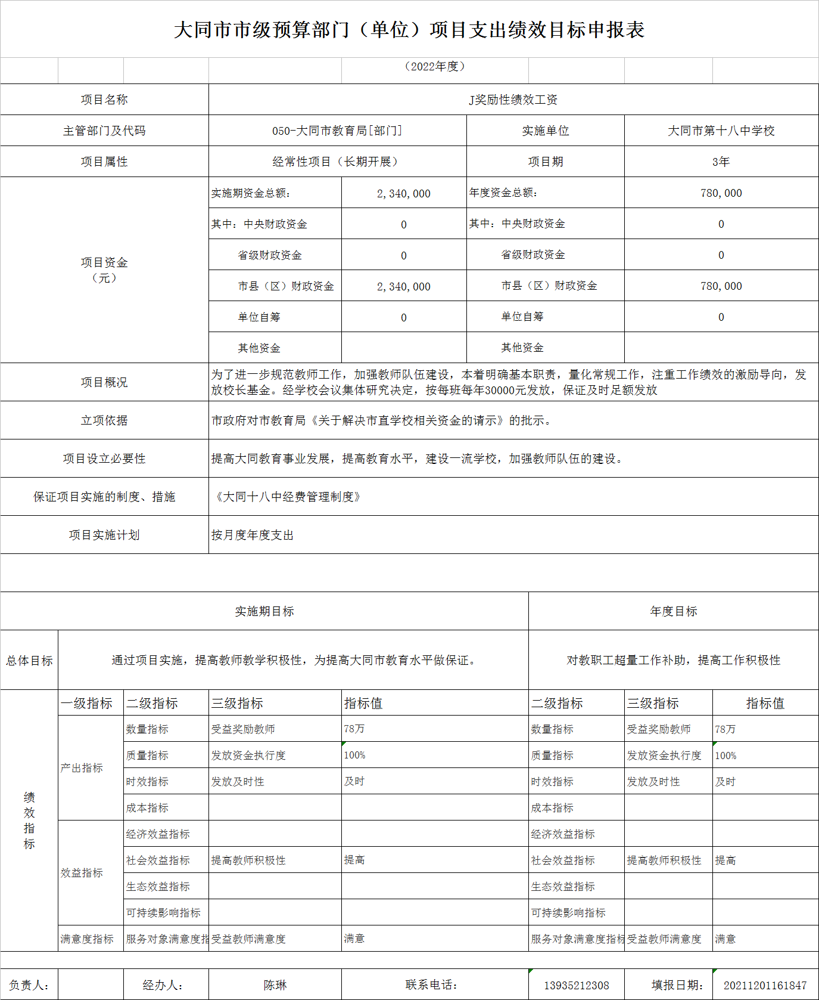 大同市市级预算部门（单位）项目支出绩效目标申报表
（2022年度）
项目名称 J奖励性绩效工资
主管部门及代码 050-大同市教育局[部门] 实施单位 大同市第十八中学校
项目属性 经常性项目（长期开展） 项目期 3年
项目资金
（元）
实施期资金总额： 2,340,000 年度资金总额： 780,000
其中：中央财政资金 0 其中：中央财政资金 0
省级财政资金 0 省级财政资金 0
市县（区）财政资金 2,340,000 市县（区）财政资金 780,000
单位自筹 0 单位自筹 0
其他资金 其他资金
项目概况 为了进一步规范教师工作，加强教师队伍建设，本着明确基本职责，量化常规工作，注重工作绩效的激励导向，发
放校长基金。经学校会议集体研究决定，按每班每年30000元发放，保证及时足额发放
立项依据 市政府对市教育局《关于解决市直学校相关资金的请示》的批示。
项目设立必要性 提高大同教育事业发展，提高教育水平，建设一流学校，加强教师队伍的建设。
保证项目实施的制度、措施 《大同十八中经费管理制度》
项目实施计划 按月度年度支出
实施期目标 年度目标
总体目标 通过项目实施，提高教师教学积极性，为提高大同市教育水平做保证。 对教职工超量工作补助，提高工作积极性
绩效指标
一级指标 二级指标 三级指标 指标值 二级指标 三级指标 指标值
产出指标
数量指标 受益奖励教师 78万 数量指标 受益奖励教师 78万
质量指标 发放资金执行度 100% 质量指标 发放资金执行度 100%
时效指标 发放及时性 及时 时效指标 发放及时性 及时
成本指标 成本指标
效益指标
经济效益指标 经济效益指标
社会效益指标 提高教师积极性 提高 社会效益指标 提高教师积极性 提高
生态效益指标 生态效益指标
可持续影响指标 可持续影响指标
满意度指标 服务对象满意度指 受益教师满意度 满意 服务对象满意度指标 受益教师满意度 满意
负责人： 经办人： 陈琳 联系电话： 13935212308 填报日期： 20211201161847